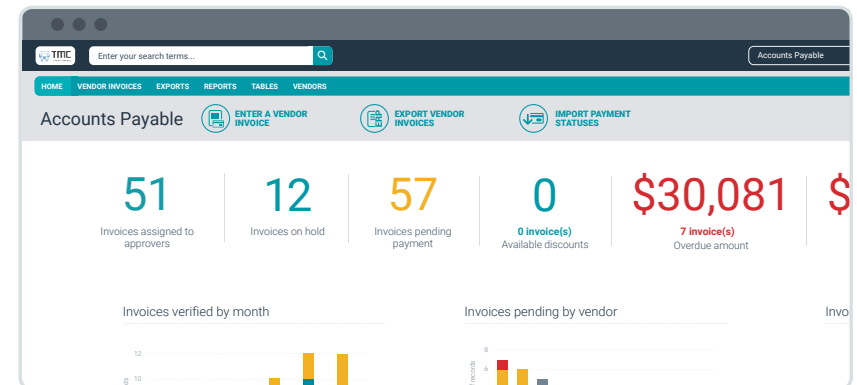 TMC
Enter your search terms...
Accounts Payable
HOME VENDOR INVOICES EXPORTS REPORTS TABLES VENDORS
Accounts Payable
ENTER A VENDOR
INVOICE
EXPORT VENDOR
INVOICES
IMPORT PAYMENT
STATUSES
51
Invoices assigned to
approvers
12
Invoices on hold
57
Invoices pending
payment
0
0 invoice(s)
Available discounts
$30,081
7 invoice(s)
Overdue amount
$
Invoices verified by month
12
10
Invoices pending by vendor
8
6
records
Invo